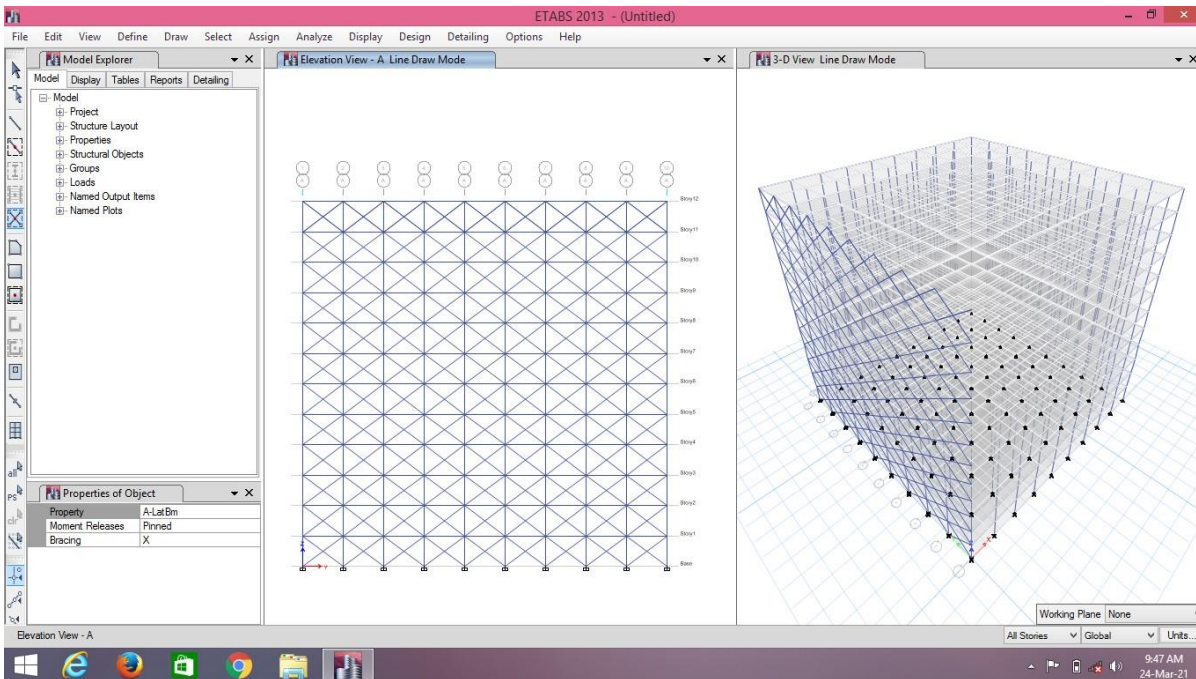 ETABS 2013 - (Untitled)
File Edit View Define Draw Select Assign Analyze Display Design Detailing Options Help
Model Explorer
Model Display Tables Reports Detailing
Model
Project
Structure Layout
Properties
Structural Objects
Groups
Loads
Named Output Items
Named Plots
Properties of Object
Property A-LatBm
Moment Releases Pinned
Bracing X
Elevation View - A Line Draw Mode
Story12
Story11
Story10
Story9
Story8
Story7
Story6
Story5
Story4
Story3
Story2
Story1
Base
Z
Y
3-D View Line Draw Mode
X
Working Plane None
all
PS
clr
Elevation View - A
All Stories Global Units...
9:47 AM
24-Mar-21